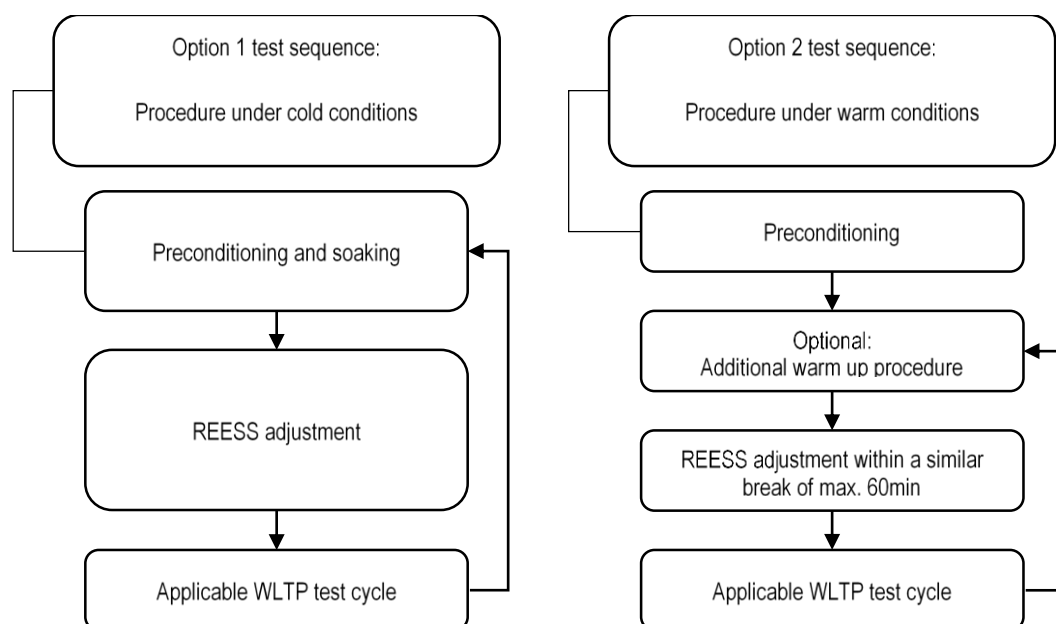 Option 1 test sequence:
Procedure under cold conditions
Preconditioning and soaking
REESS adjustment
Applicable WLTP test cycle
Option 2 test sequence:
Procedure under warm conditions
Preconditioning
Optional:
Additional warm up procedure
REESS adjustment within a similar
break of max. 60min
Applicable WLTP test cycle